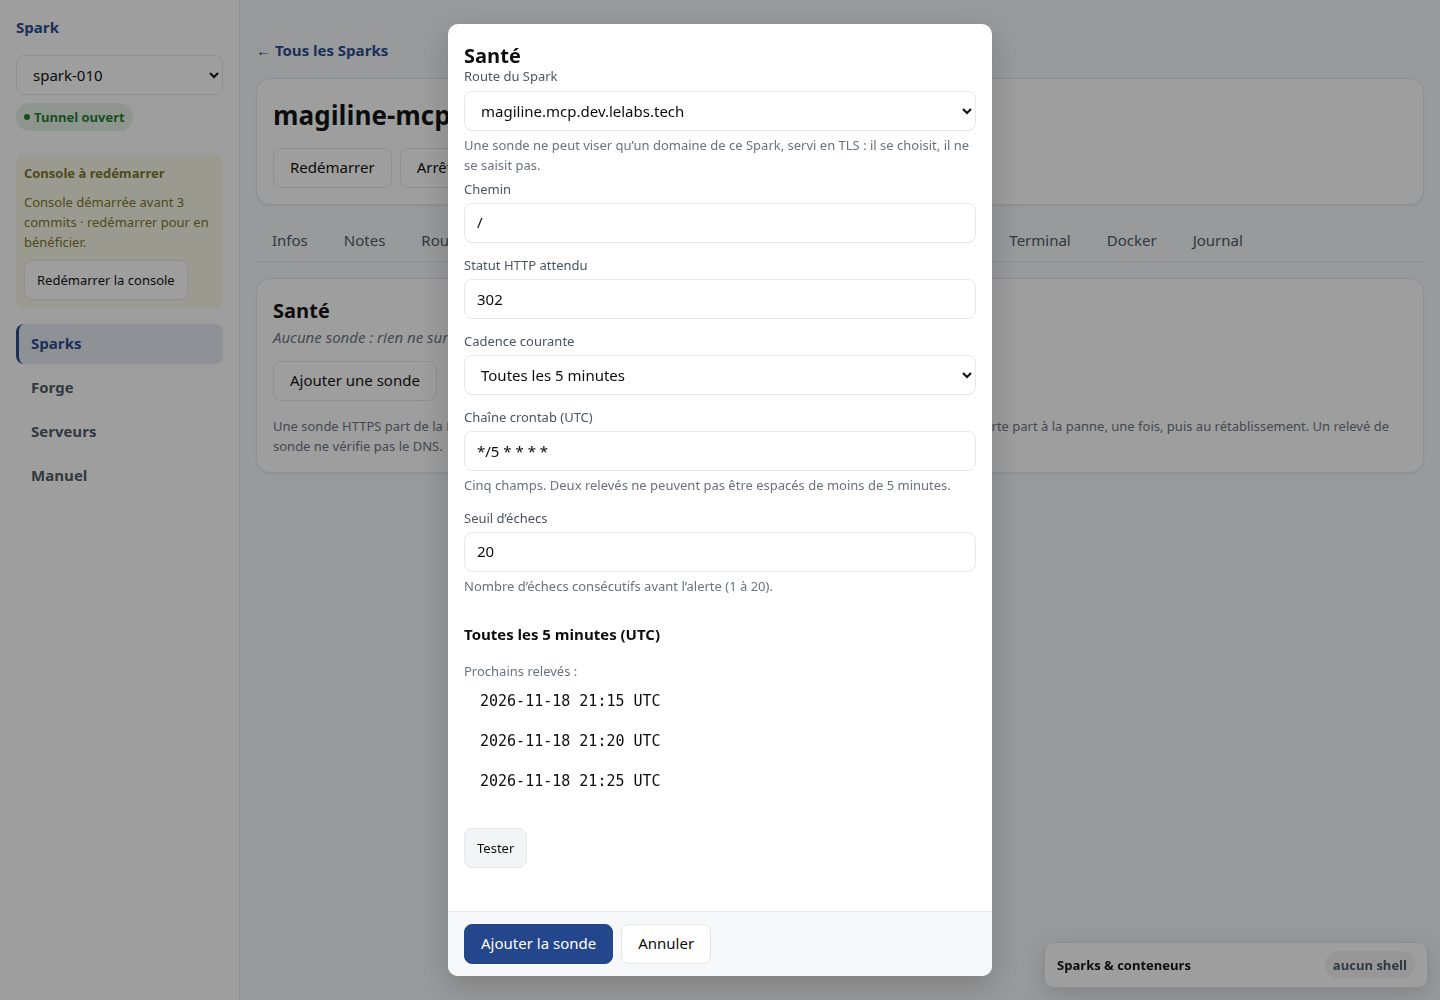 Spark
spark-010
Tunnel ouvert
Console à redémarrer
Console démarrée avant 3
commits · redémarrer pour en
bénéficier.
Redémarrer la console
Sparks
Forge
Serveurs
Manuel
← Tous les Sparks
magiline-mcp
Redémarrer
Arrê
Infos
Notes
Rou
Terminal
Docker
Journal
Santé
Aucune sonde : rien ne sur
Ajouter une sonde
Une sonde HTTPS part de la
rte part à la panne, une fois, puis au rétablissement. Un relevé de
sonde ne vérifie pas le DNS.
Santé
Route du Spark
magiline.mcp.dev.lelabs.tech
Une sonde ne peut viser qu’un domaine de ce Spark, servi en TLS : il se choisit, il ne
se saisit pas.
Chemin
/
Statut HTTP attendu
302
Cadence courante
Toutes les 5 minutes
Chaîne crontab (UTC)
*/5 * * * *
Cinq champs. Deux relevés ne peuvent pas être espacés de moins de 5 minutes.
Seuil d’échecs
20
Nombre d’échecs consécutifs avant l’alerte (1 à 20).
Toutes les 5 minutes (UTC)
Prochains relevés :
2026-11-18 21:15 UTC
2026-11-18 21:20 UTC
2026-11-18 21:25 UTC
Tester
Ajouter la sonde
Annuler
Sparks & conteneurs
aucun shell